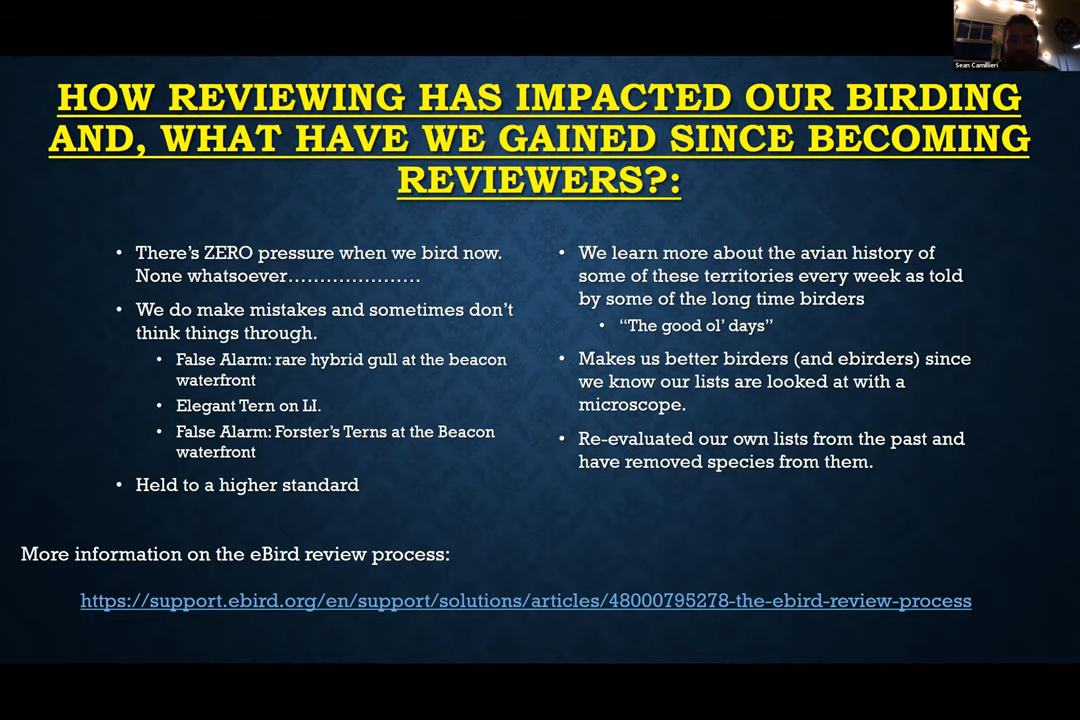 Sean Camillieri
HOW REVIEWING HAS IMPACTED OUR BIRDING
AND, WHAT HAVE WE GAINED SINCE BECOMING
REVIEWERS?:
• There’s ZERO pressure when we bird now.
None whatsoever…………………
• We do make mistakes and sometimes don’t
think things through.
• False Alarm: rare hybrid gull at the beacon
waterfront
• Elegant Tern on LI.
• False Alarm: Forster’s Terns at the Beacon
waterfront
• Held to a higher standard
• We learn more about the avian history of
some of these territories every week as told
by some of the long time birders
• “The good ol’ days”
• Makes us better birders (and ebirders) since
we know our lists are looked at with a
microscope.
• Re-evaluated our own lists from the past and
have removed species from them.
More information on the eBird review process:
https://support.ebird.org/en/support/solutions/articles/48000795278-the-ebird-review-process